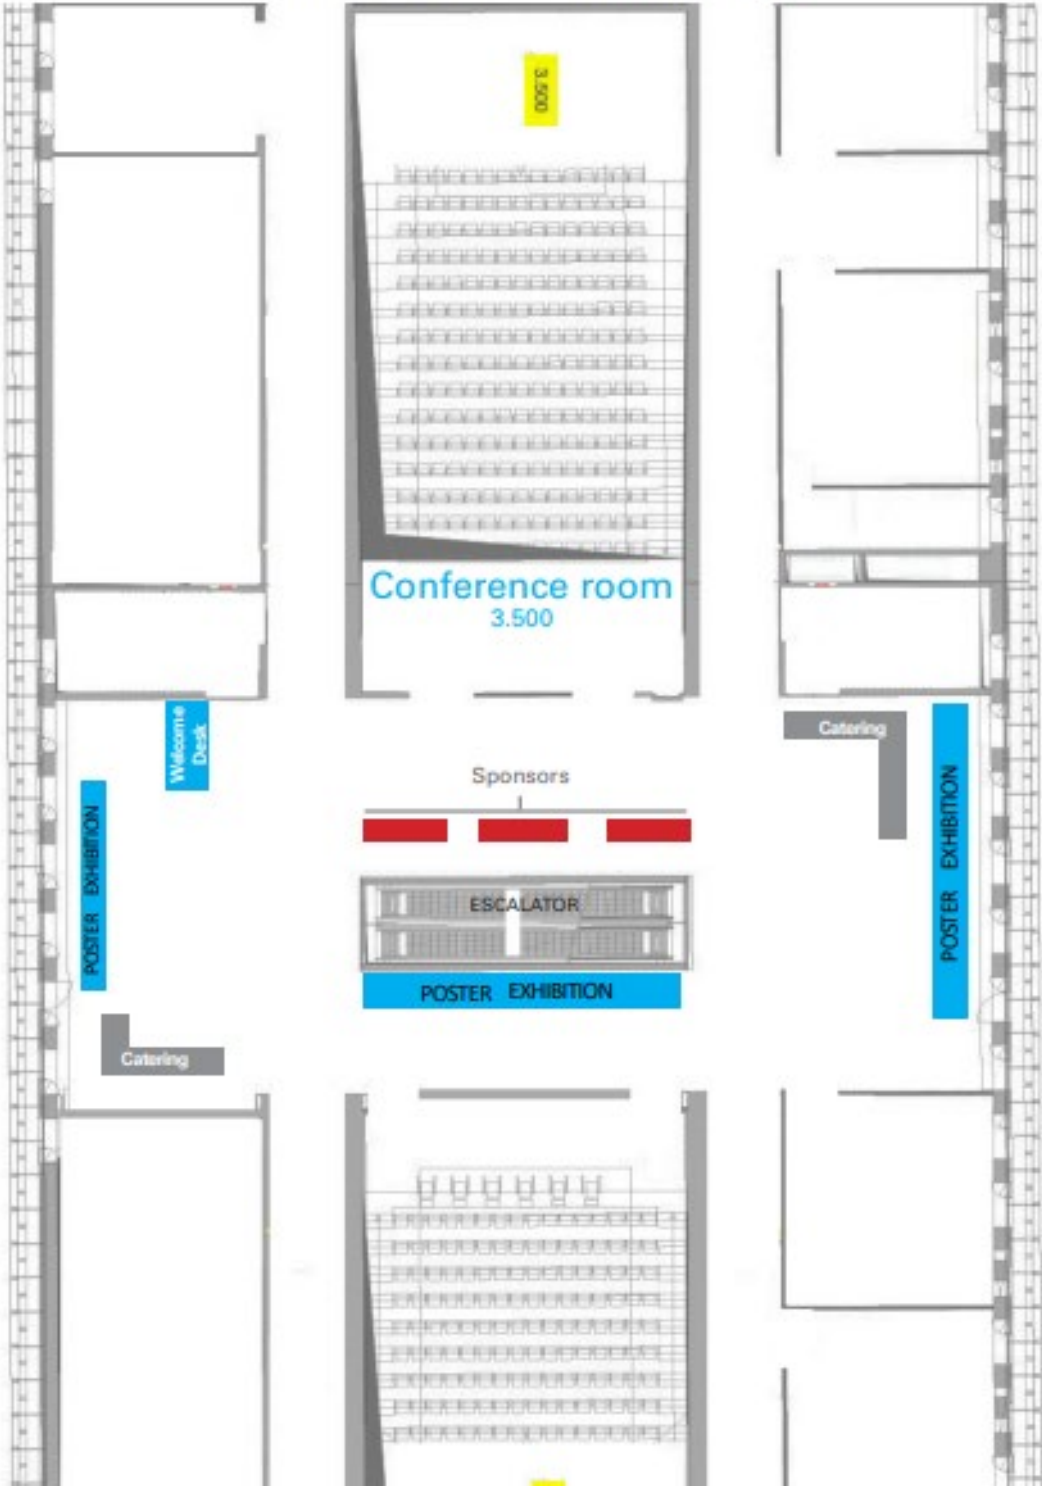 3.500
Conference room
3.500
Welcome
Desk
Catering
Sponsors
POSTER EXHIBITION
POSTER EXHIBITION
ESCALATOR
POSTER EXHIBITION
Catering